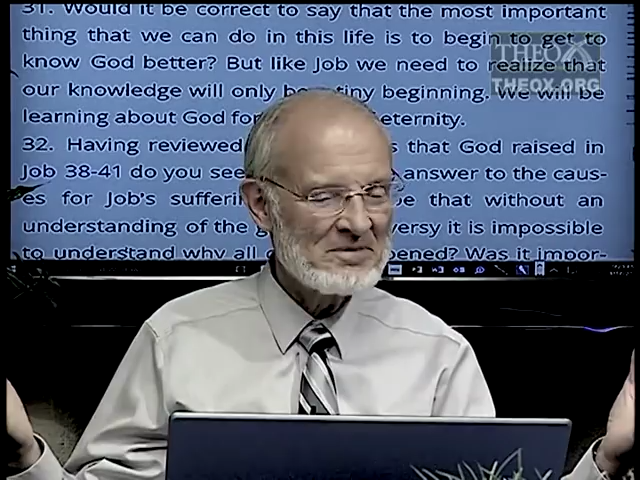 31. Would it be correct to say that the most important
thing that we can do in this life is to begin to get to
know God better? But like Job we need to realize that
our knowledge will only be tiny beginning. We will be
learning about God for eternity.
32. Having reviewed s that God raised in
Job 38-41 do you see answer to the caus-
es for Job's suffering be that without an
understanding of the versy it is impossible
to understand why all pened? Was it impor-
THEOX
THEOX.ORG